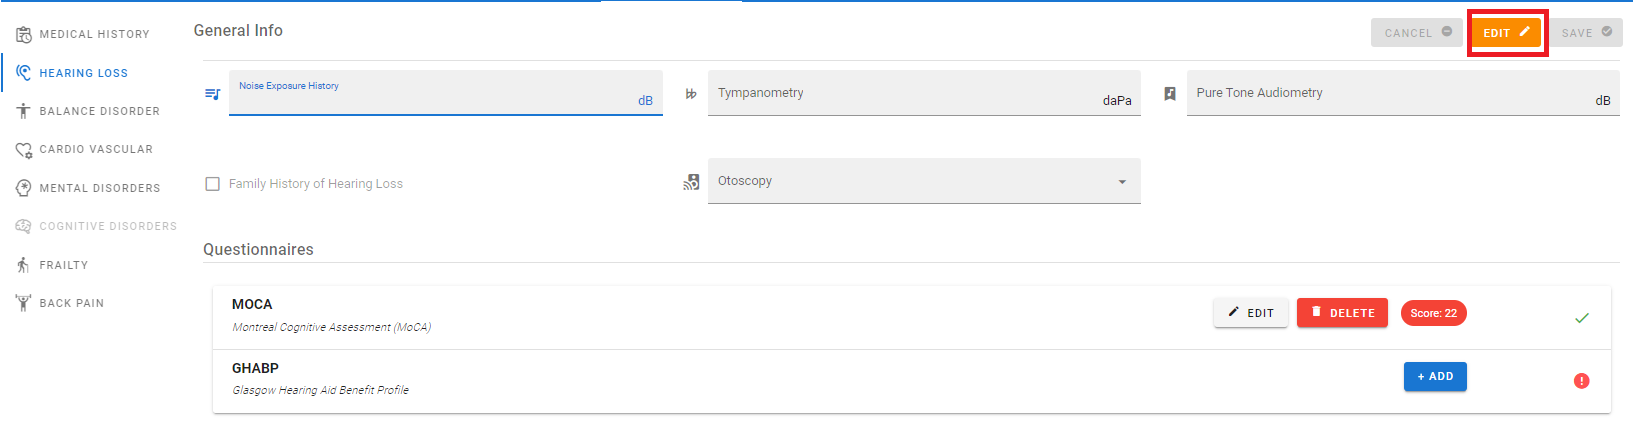 MEDICAL HISTORY
HEARING LOSS
BALANCE DISORDER
CARDIO VASCULAR
MENTAL DISORDERS
COGNITIVE DISORDERS
FRAILTY
BACK PAIN
General Info
CANCEL
EDIT
SAVE
Noise Exposure History
dB
Tympanometry
daPa
Pure Tone Audiometry
dB
Family History of Hearing Loss
Otoscopy
Questionnaires
MOCA
Montreal Cognitive Assessment (MoCA)
EDIT
DELETE
Score: 22
GHABP
Glasgow Hearing Aid Benefit Profile
+ ADD